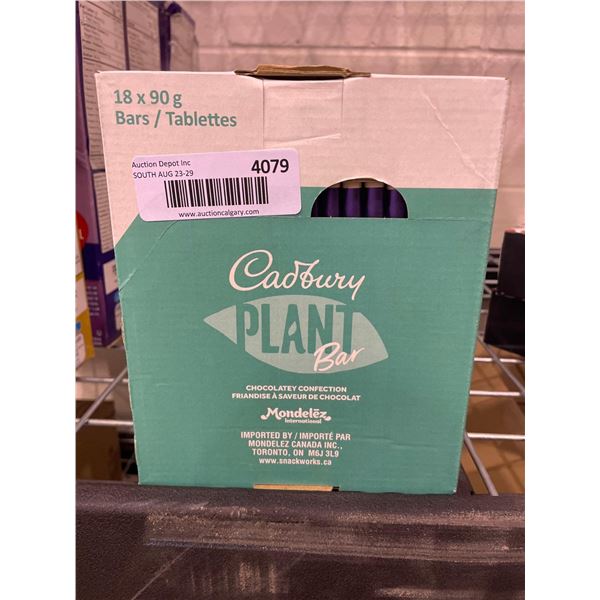 18 x 90 g
Bars / Tablettes
Auction Depot Inc
4079
SOUTH AUG 23-29
www.auctioncalgary.com
Cadbury
PLANT
Bar
CHOCOLATEY CONFECTION
FRIANDISE À SAVEUR DE CHOCOLAT
Mondelēz
International
IMPORTED BY / IMPORTÉ PAR
MONDELEZ CANADA INC.,
TORONTO, ON M6J 3L9
www.snackworks.ca